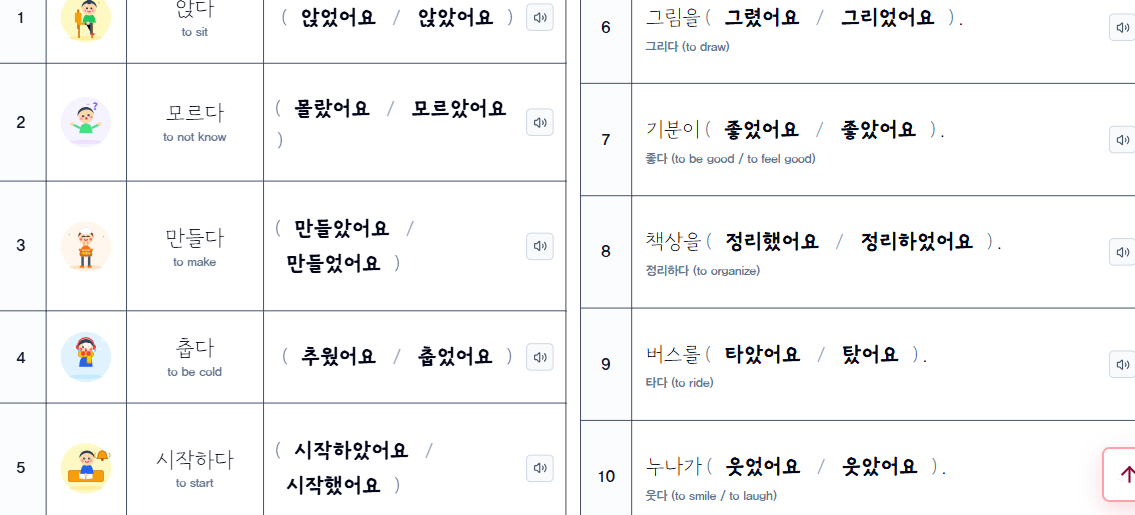 1
앉다
to sit
( 앉었어요 / 앉았어요 )
2
?
모르다
to not know
( 몰랐어요 / 모르았어요
)
3
만들다
to make
( 만들았어요 /
만들었어요 )
4
춥다
to be cold
( 추웠어요 / 춥었어요 )
5
시작하다
to start
( 시작하았어요 /
시작했어요 )
6
그림을 ( 그렸어요 / 그리었어요 ).
그리다 (to draw)
7
기분이 ( 좋었어요 / 좋았어요 ).
좋다 (to be good / to feel good)
8
책상을 ( 정리했어요 / 정리하었어요 ).
정리하다 (to organize)
9
버스를 ( 타았어요 / 탔어요 ).
타다 (to ride)
10
누나가 ( 웃었어요 / 웃았어요 ).
웃다 (to smile / to laugh)